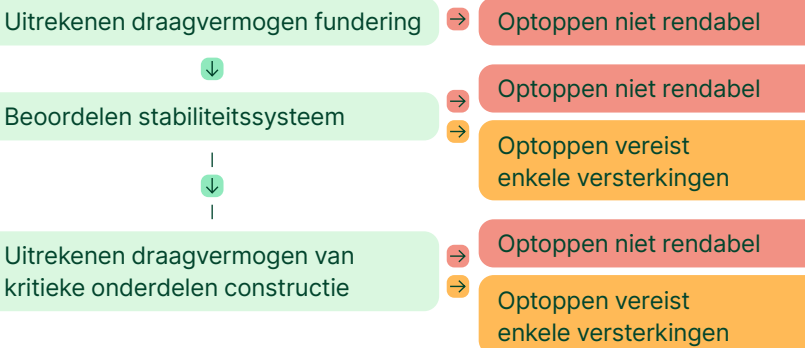 Uitrekenen draagvermogen fundering
→
Optoppen niet rendabel
↓
Beoordelen stabiliteitssysteem
→
Optoppen niet rendabel
→
Optoppen vereist
enkele versterkingen
↓
Uitrekenen draagvermogen van
kritieke onderdelen constructie
→
Optoppen niet rendabel
→
Optoppen vereist
enkele versterkingen